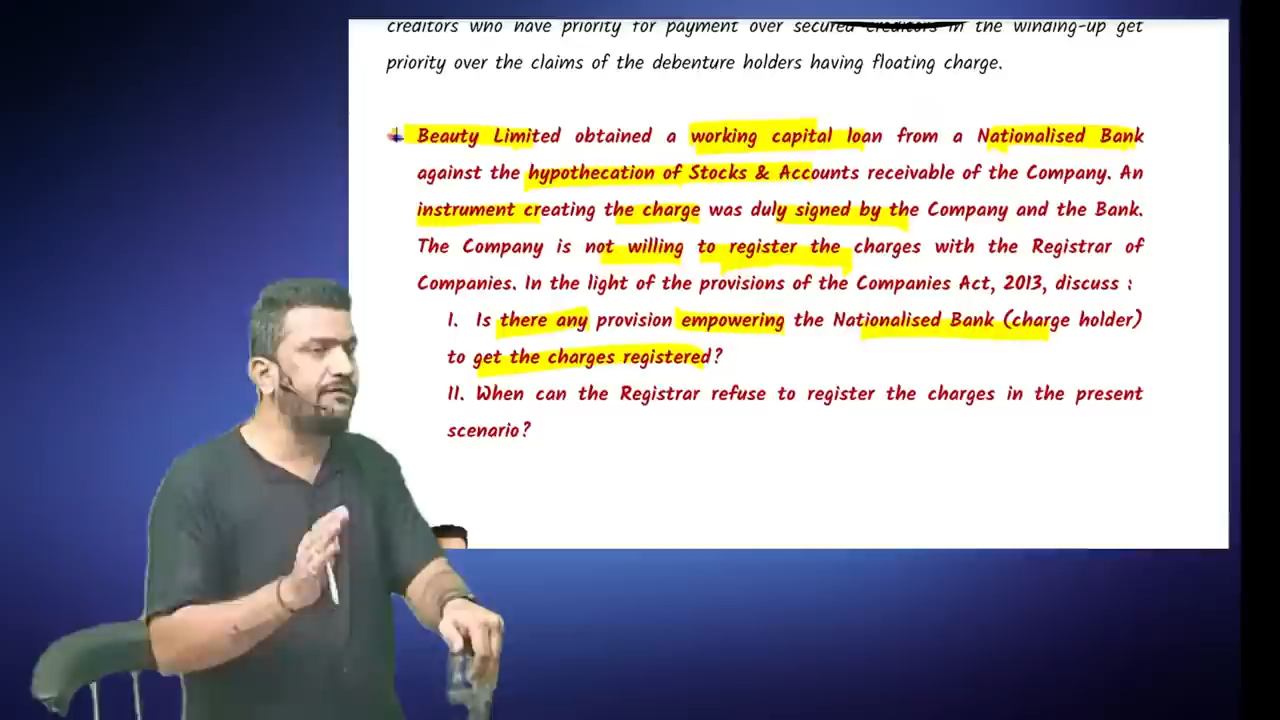 creditors who have priority for payment over secured creditors in the winding-up get
priority over the claims of the debenture holders having floating charge.
Beauty Limited obtained a working capital loan from a Nationalised Bank
against the hypothecation of Stocks & Accounts receivable of the Company. An
instrument creating the charge was duly signed by the Company and the Bank.
The Company is not willing to register the charges with the Registrar of
Companies. In the light of the provisions of the Companies Act, 2013, discuss :
I. Is there any provision empowering the Nationalised Bank (charge holder)
to get the charges registered?
II. When can the Registrar refuse to register the charges in the present
scenario?